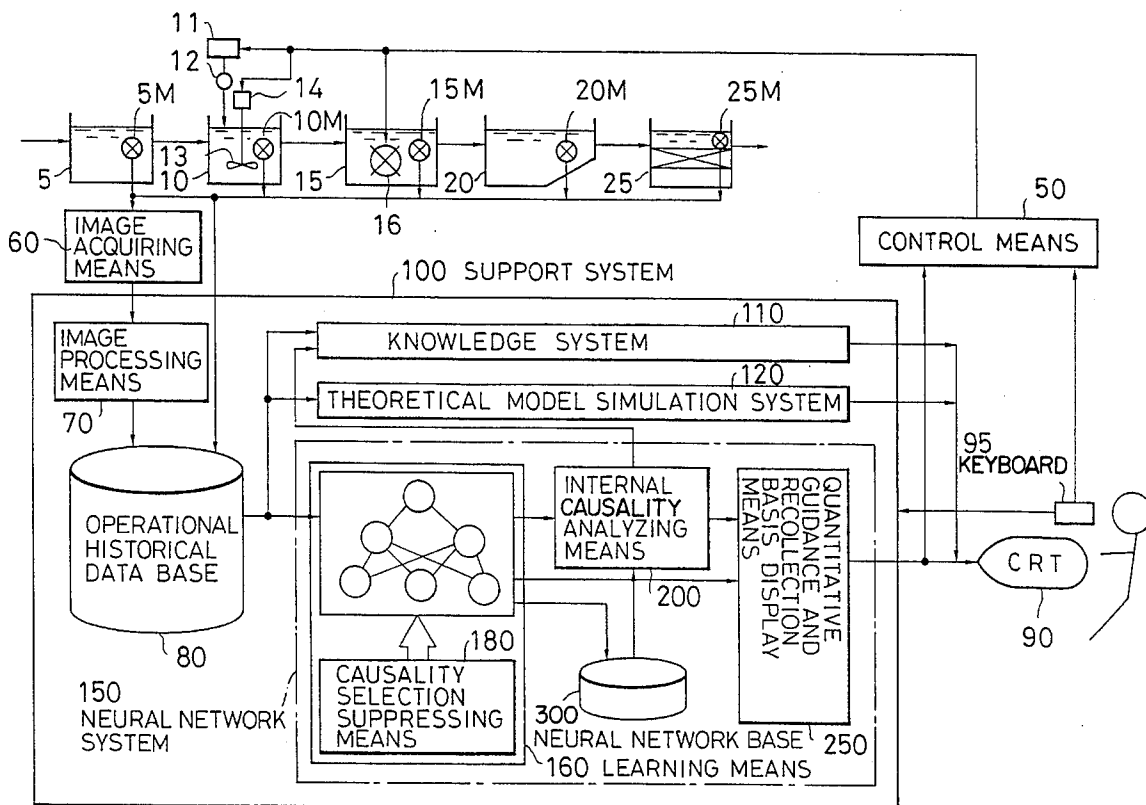 11
12
14
5M
10M
15M
20M
25M
13
5
10
15
16
20
25
60
IMAGE
ACQUIRING
MEANS
50
CONTROL MEANS
100 SUPPORT SYSTEM
IMAGE
PROCESSING
MEANS
70
110
KNOWLEDGE SYSTEM
120
THEORETICAL MODEL SIMULATION SYSTEM
95
KEYBOARD
OPERATIONAL
HISTORICAL
DATA BASE
80
INTERNAL
CAUSALITY
ANALYZING
MEANS
200
QUANTITATIVE
GUIDANCE AND
RECOLLECTION
BASIS DISPLAY
MEANS
CRT
90
180
CAUSALITY
SELECTION
SUPPRESSING
MEANS
150
NEURAL NETWORK
SYSTEM
300
NEURAL NETWORK BASE
250
160 LEARNING MEANS